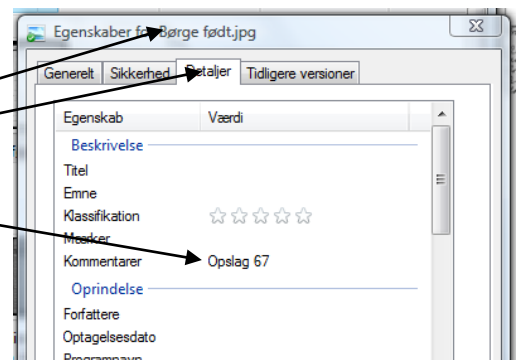 Egenskaber for Børge født.jpg
Generelt Sikkerhed Detaljer Tidligere versioner
Egenskab Værdi
Beskrivelse
Titel
Emne
Klassifikation
Mærker
Kommentarer Opslag 67
Oprindelse
Forfattere
Optagelsesdato
Programnavn